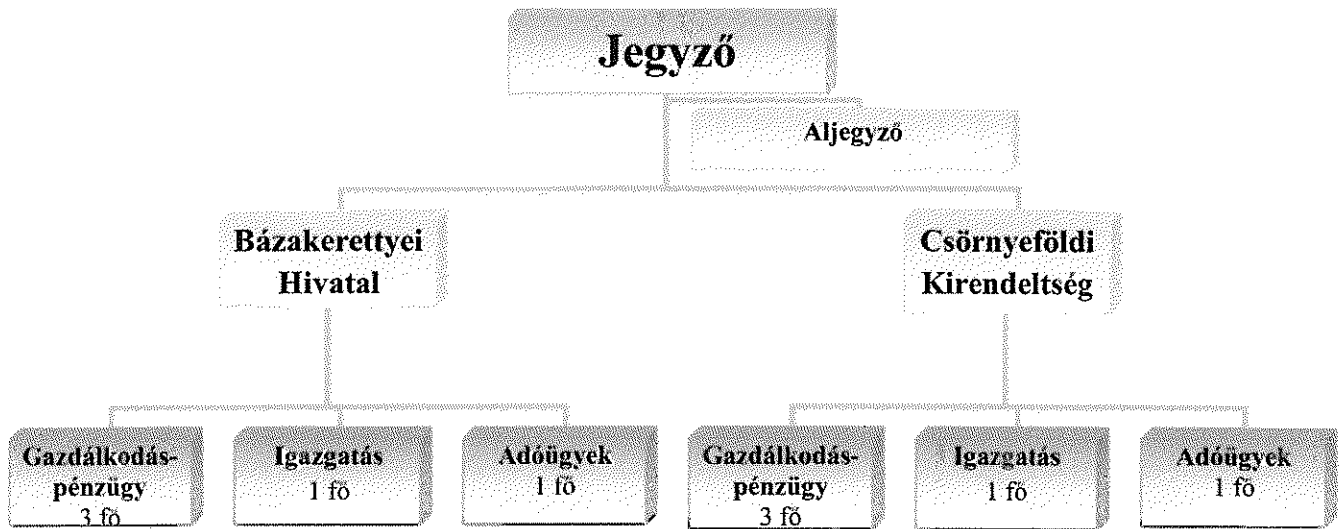 Jegyző
Aljegyző
Bázakerettyei
Hivatal
Csörnyeföldi
Kirendeltség
Gazdálkodás-
pénzügy
3 fő
Igazgatás
1 fő
Adóügyek
1 fő
Gazdálkodás-
pénzügy
3 fő
Igazgatás
1 fő
Adóügyek
1 fő